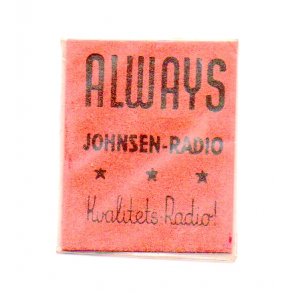 ALWAYS
JOHNSEN-RADIO
★ ★ ★
Kvalitets-Radio!